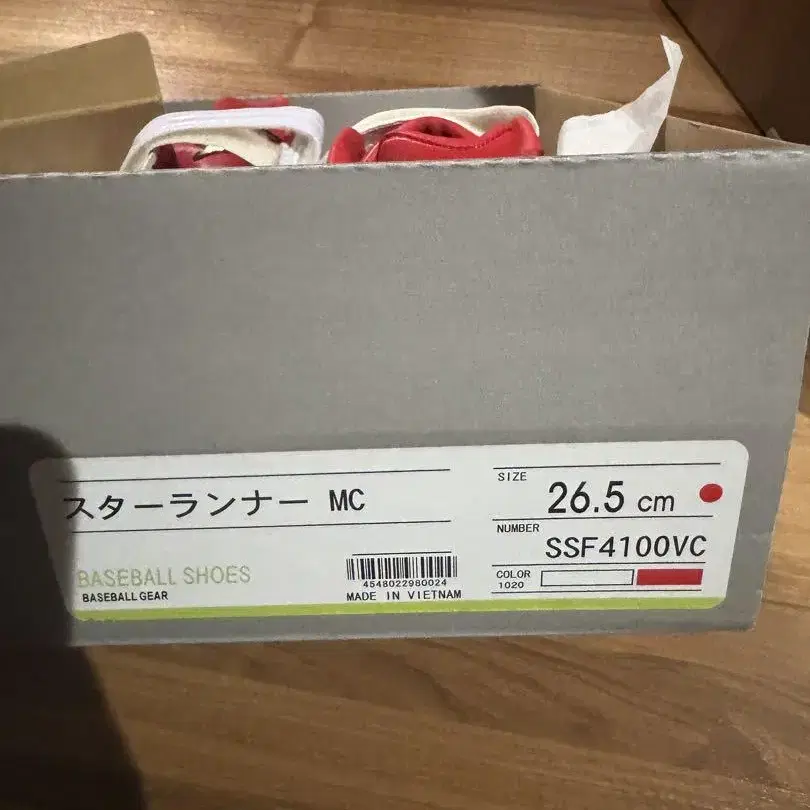 スターランナー MC
BASEBALL SHOES
BASEBALL GEAR
4548022980024
MADE IN VIETNAM
SIZE
26.5 cm
NUMBER
SSF4100VC
COLOR
1020